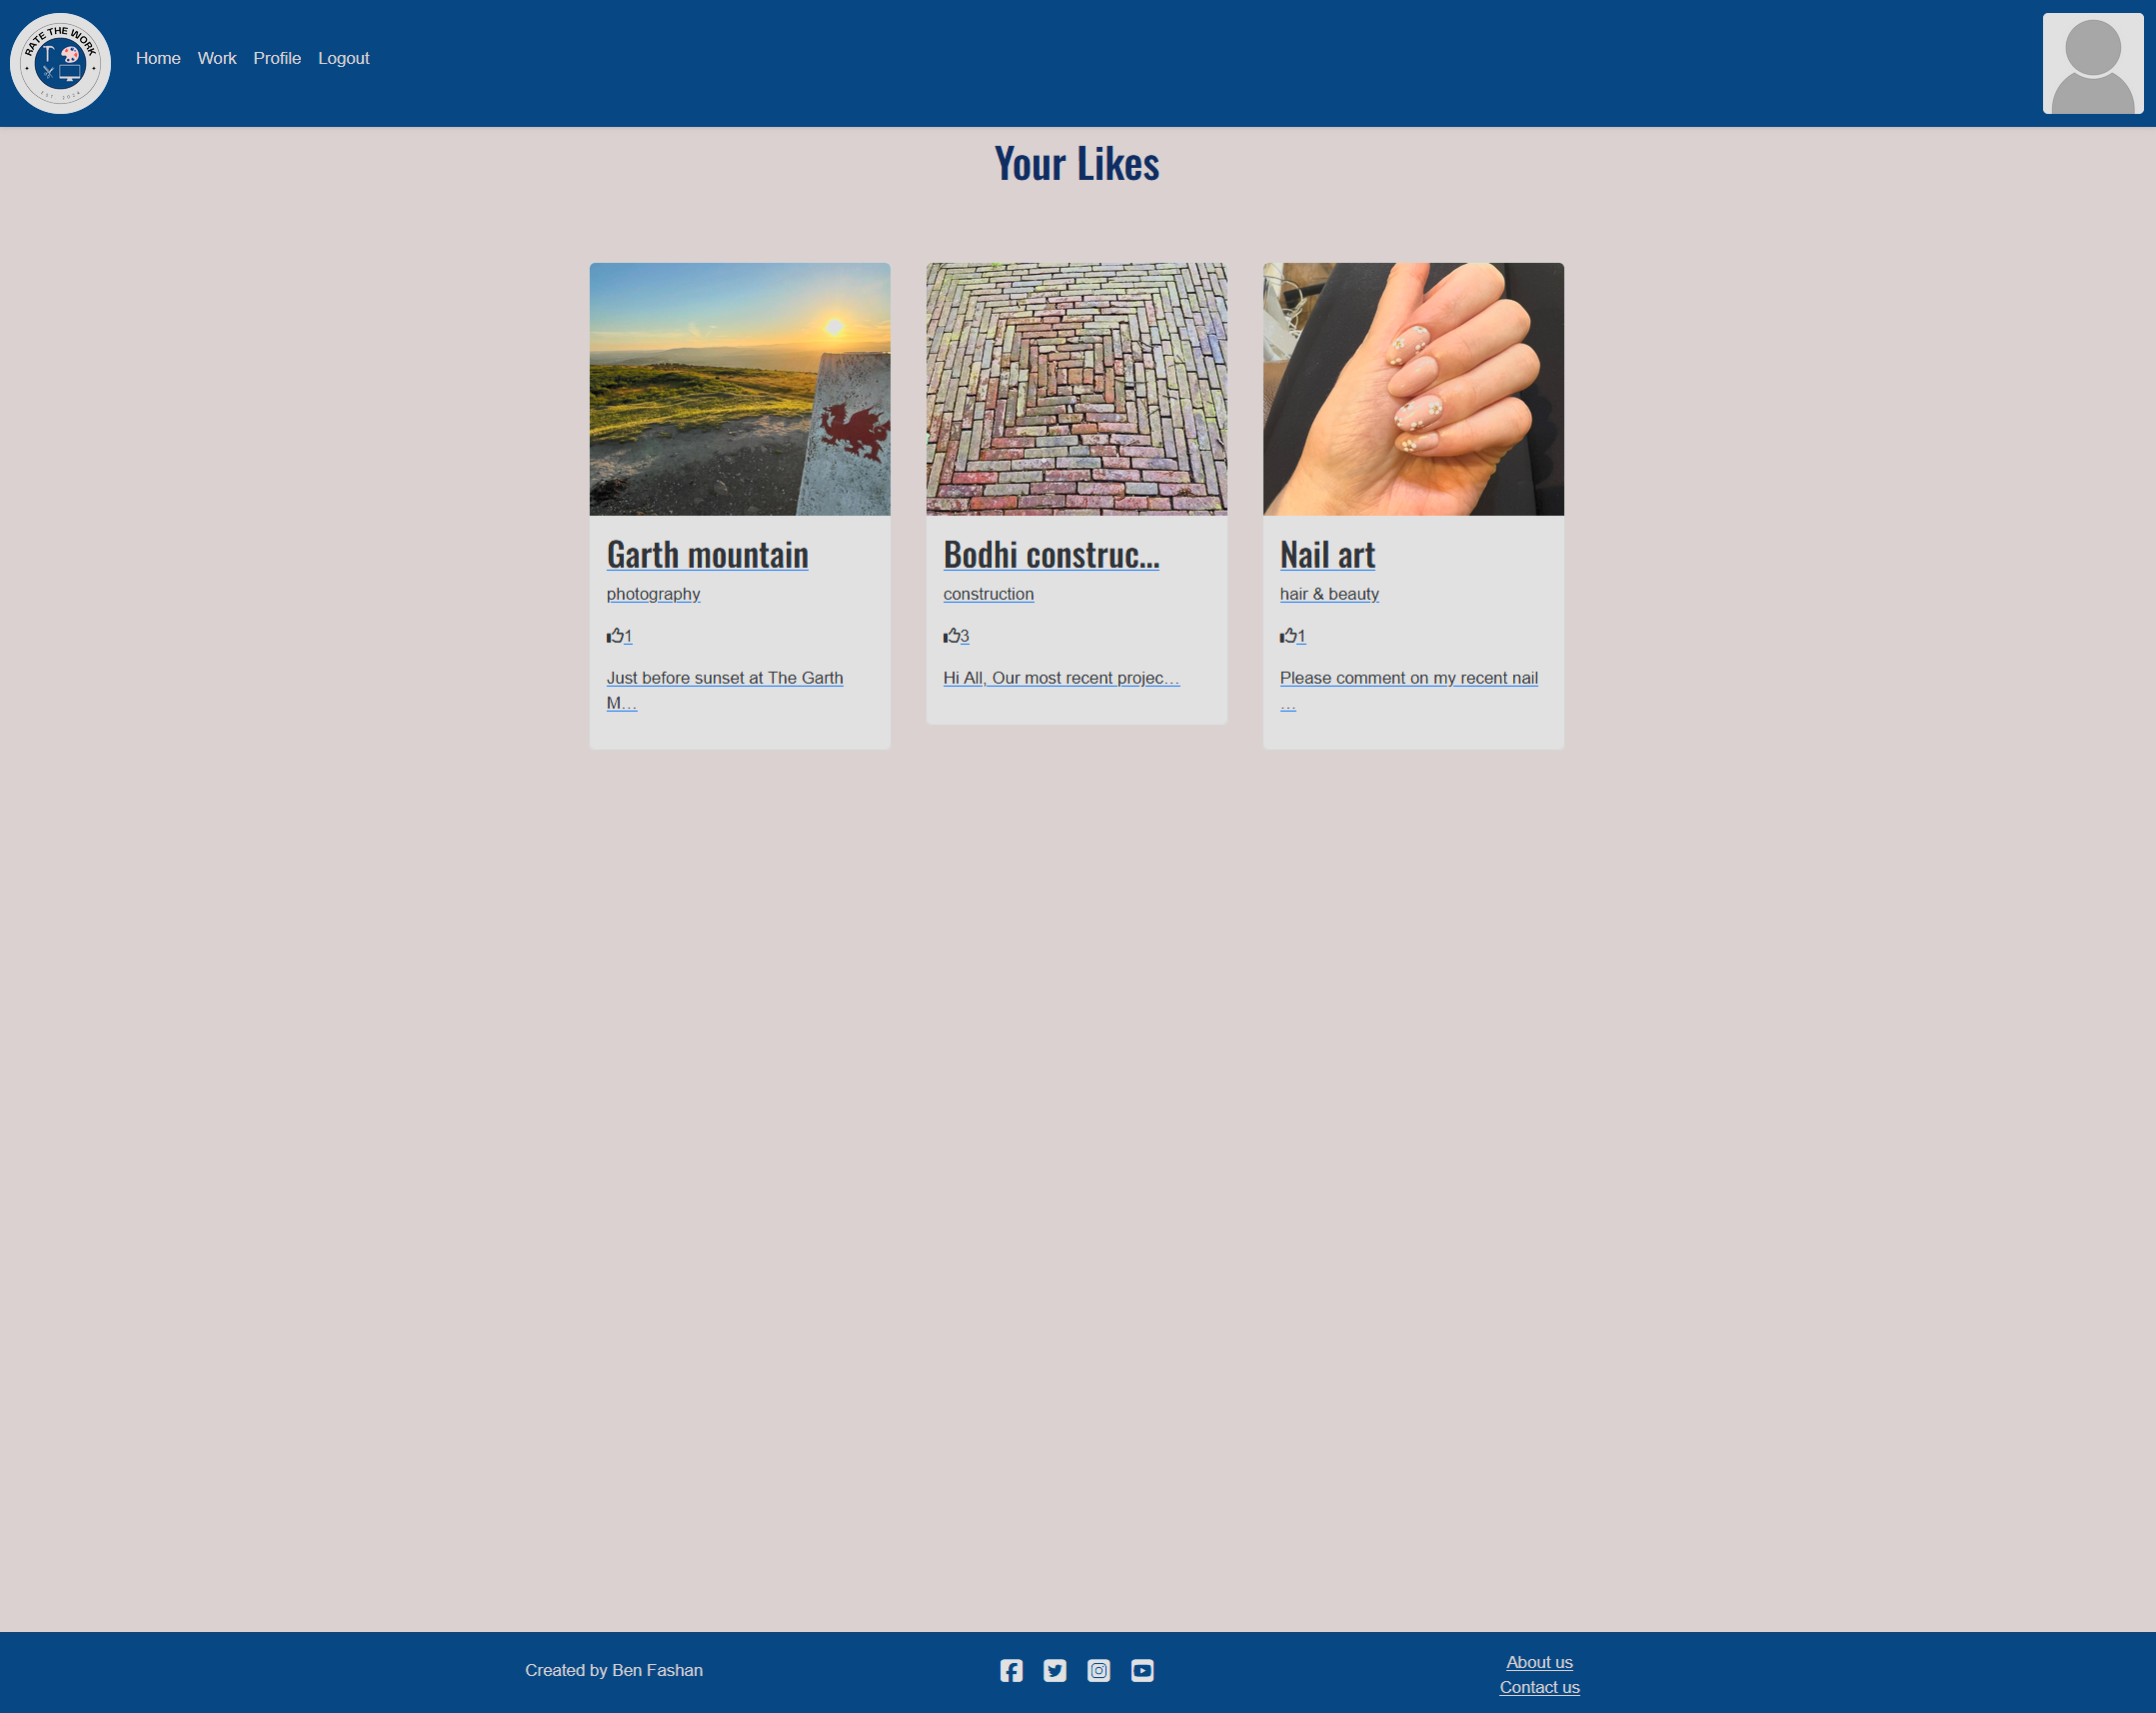 RATE THE WORK
EST. 2024
Home Work Profile Logout
Your Likes
Garth mountain
photography
1
Just before sunset at The Garth
M...
Bodhi construc...
construction
3
Hi All, Our most recent projec...
Nail art
hair & beauty
1
Please comment on my recent nail
...
Created by Ben Fashan
About us
Contact us